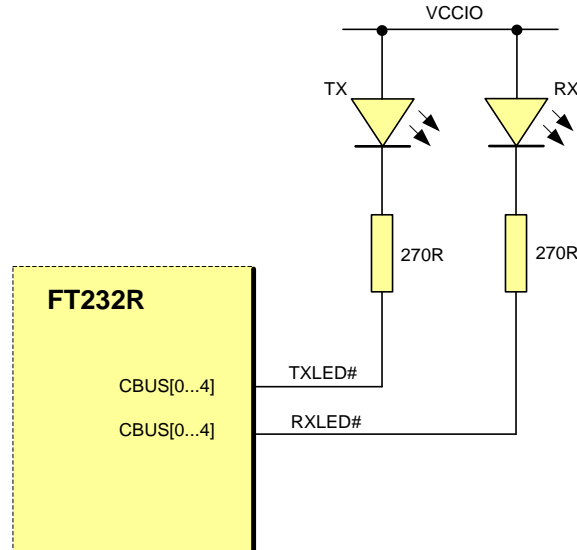 VCCIO
TX
RX
270R
270R
FT232R
TXLED#
CBUS[0...4]
RXLED#
CBUS[0...4]